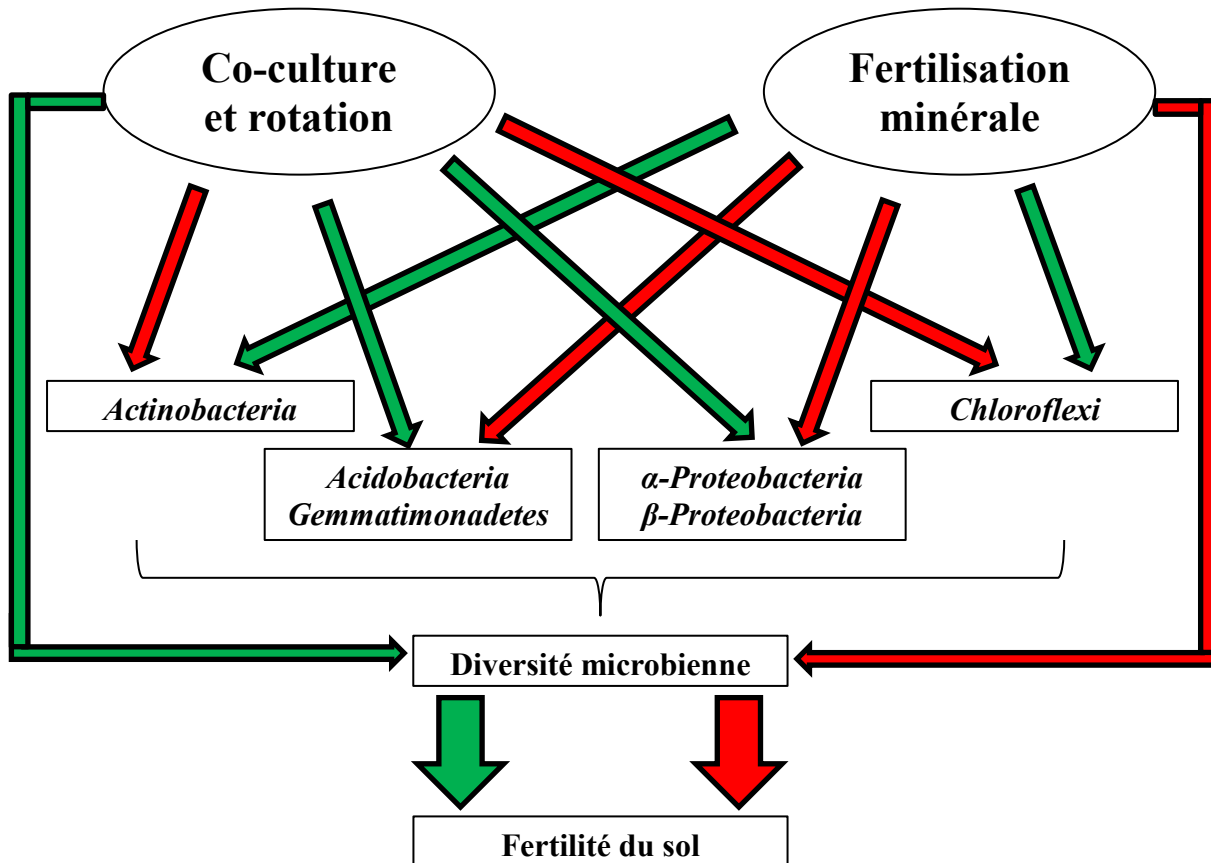 Co-culture
et rotation
Fertilisation
minérale
Actinobacteria
Chloroflexi
Acidobacteria
Gemmatimonadetes
α-Proteobacteria
β-Proteobacteria
Diversité microbienne
Fertilité du sol